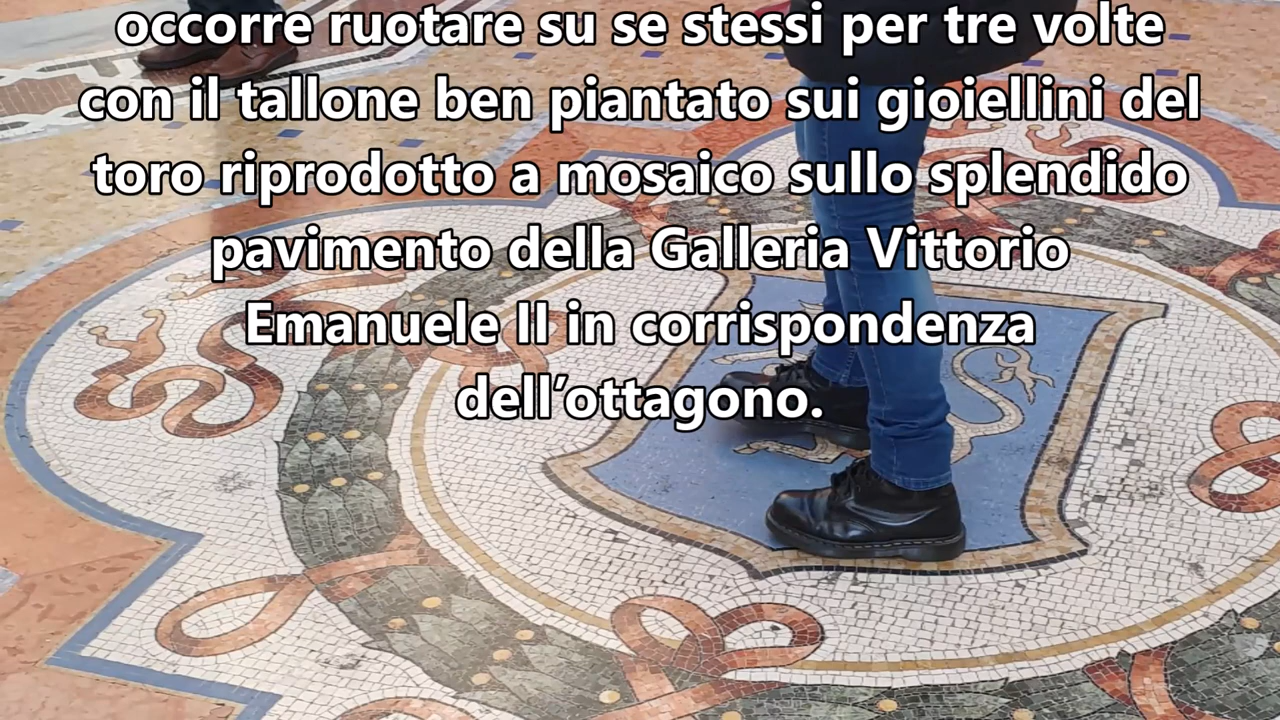 occorre ruotare su se stessi per tre volte
con il tallone ben piantato sui gioiellini del
toro riprodotto a mosaico sullo splendido
pavimento della Galleria Vittorio
Emanuele II in corrispondenza
dell’ottagono.